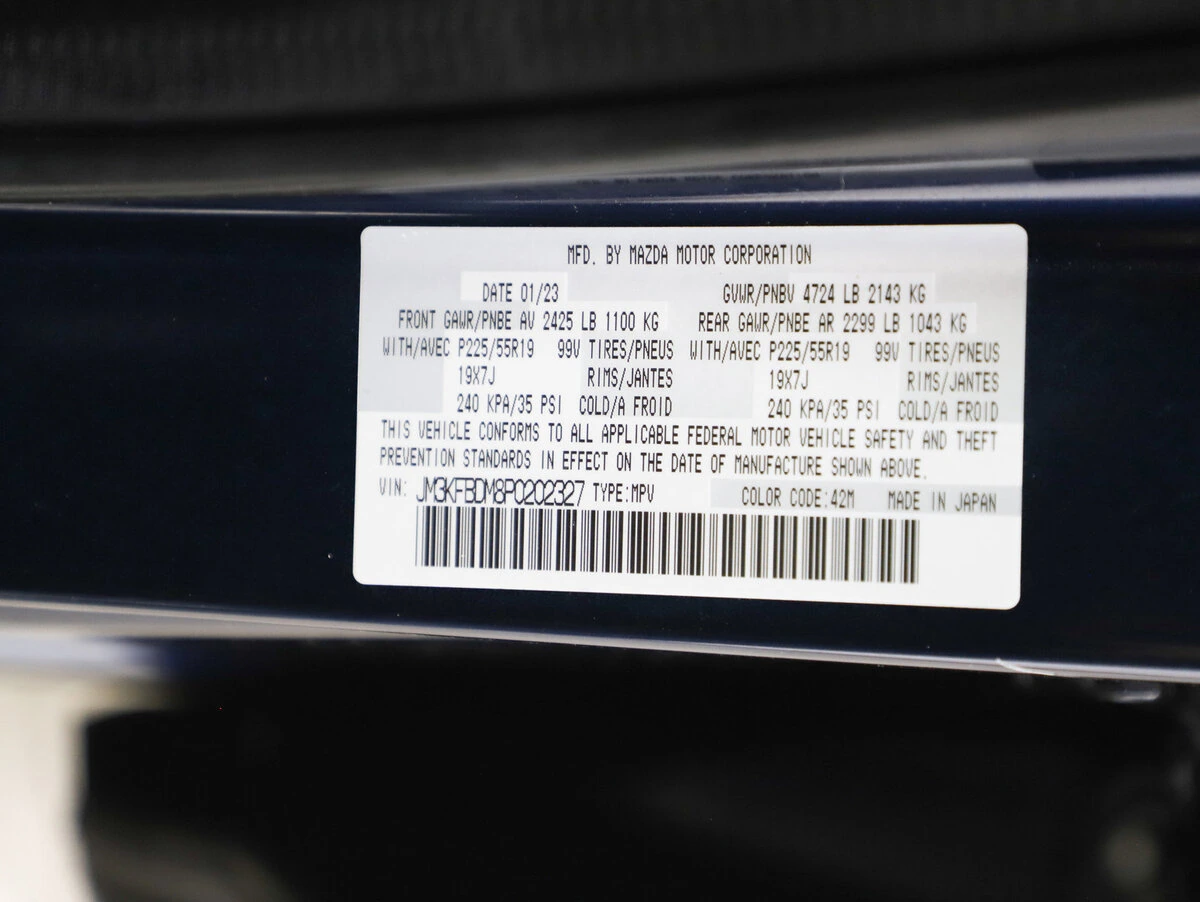 MFD. BY MAZDA MOTOR CORPORATION
DATE 01/23 GVWR/PNBV 4724 LB 2143 KG
FRONT GAWR/PNBE AV 2425 LB 1100 KG REAR GAWR/PNBE AR 2299 LB 1043 KG
WITH/AVEC P225/55R19 99V TIRES/PNEUS WITH/AVEC P225/55R19 99V TIRES/PNEUS
19X7J RIMS/JANTES 19X7J RIMS/JANTES
240 KPA/35 PSI COLD/A FROID 240 KPA/35 PSI COLD/A FROID
THIS VEHICLE CONFORMS TO ALL APPLICABLE FEDERAL MOTOR VEHICLE SAFETY AND THEFT
PREVENTION STANDARDS IN EFFECT ON THE DATE OF MANUFACTURE SHOWN ABOVE.
VIN: JM3KFBDM8P0202327 TYPE:MPV COLOR CODE:42M MADE IN JAPAN